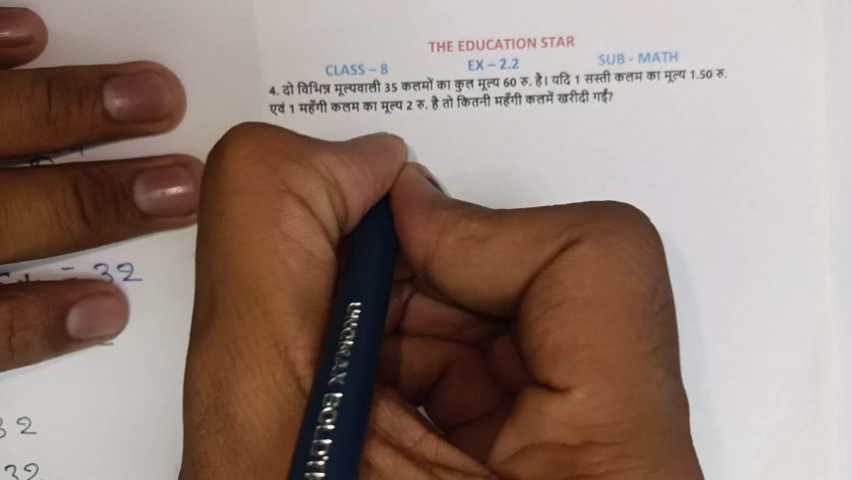 THE EDUCATION STAR
CLASS – 8 EX – 2.2 SUB - MATH
4. दो विभिन्न मूल्यवाली 35 कलमों का कुल मूल्य 60 रु. है। यदि 1 सस्ती कलम का मूल्य 1.50 रु.
एवं 1 महँगी कलम का मूल्य 2 रु. है तो कितनी महँगी कलमें खरीदी गईं?
= 32
32
32